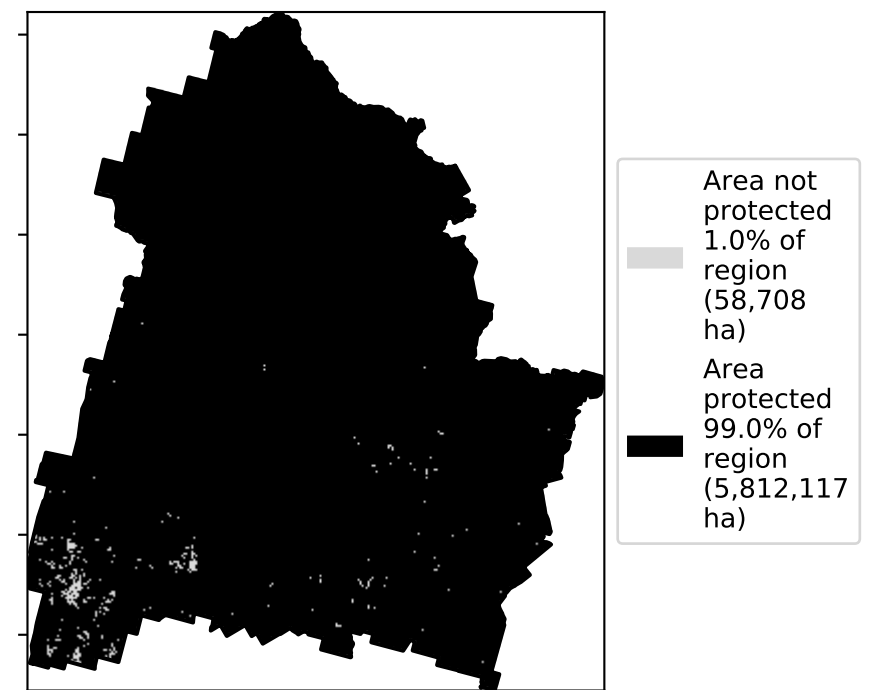 Area not
protected
1.0% of
region
(58,708
ha)
Area
protected
99.0% of
region
(5,812,117
ha)